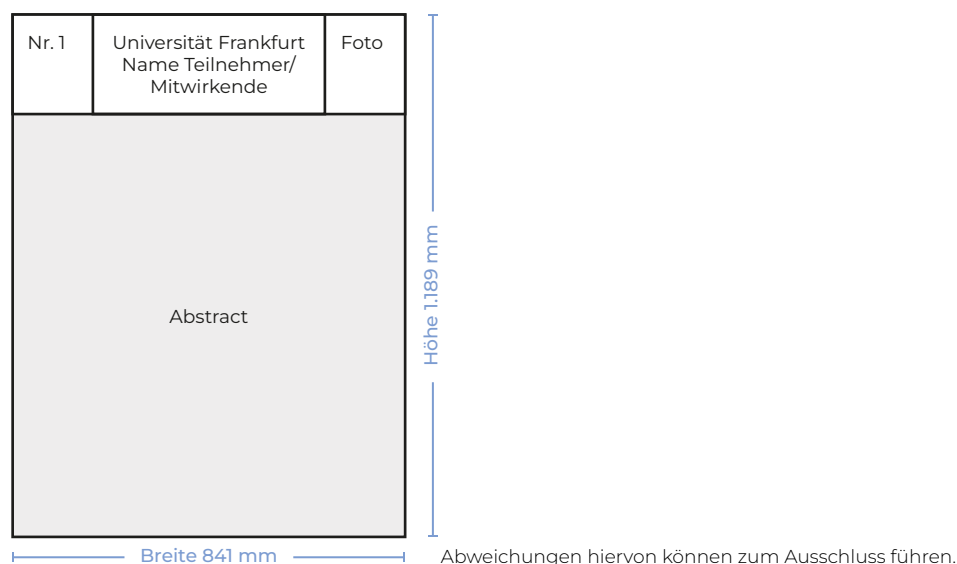 Nr. 1
Universität Frankfurt
Name Teilnehmer/
Mitwirkende
Foto
Abstract
Höhe 1.189 mm
Breite 841 mm
Abweichungen hiervon können zum Ausschluss führen.